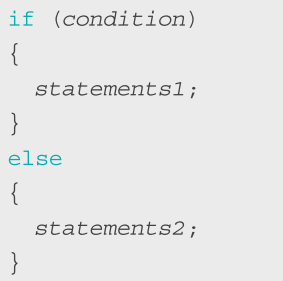 if (condition)
{
statements1;
}
else
{
statements2;
}